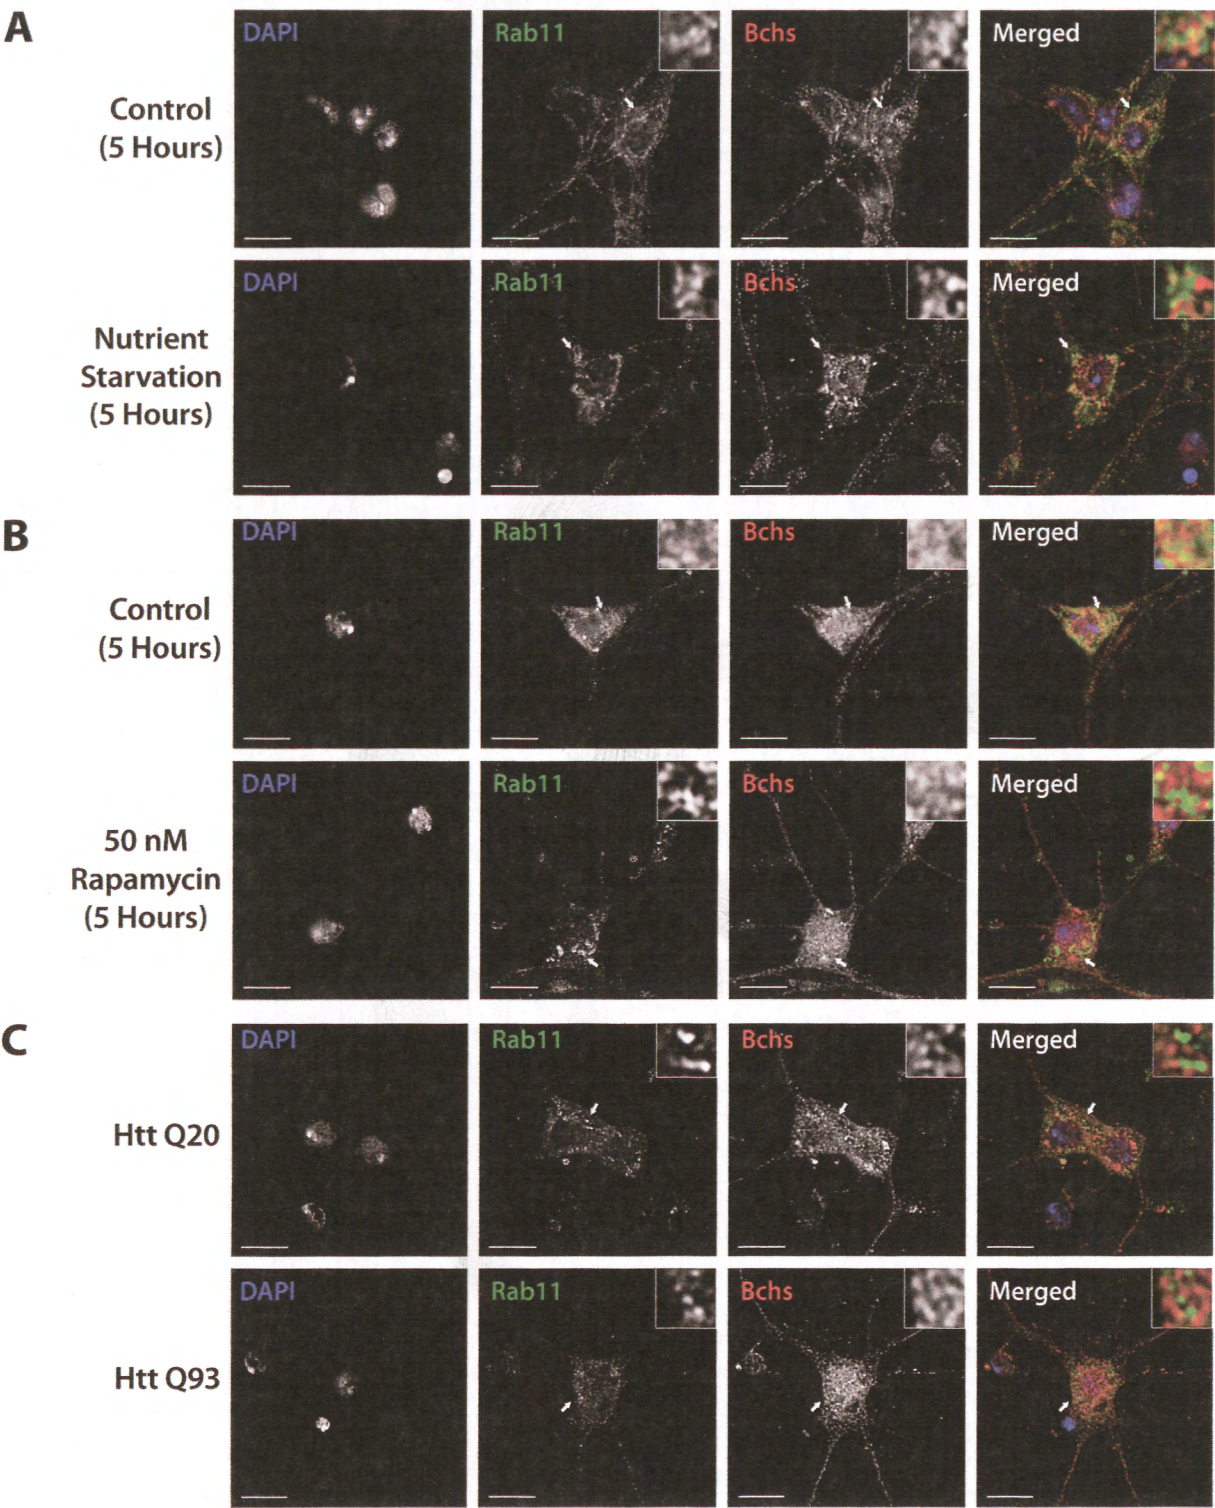 A
DAPI
Rab11
Bchs
Merged
Control
(5 Hours)
DAPI
Rab11
Bchs
Merged
Nutrient
Starvation
(5 Hours)
B
DAPI
Rab11
Bchs
Merged
Control
(5 Hours)
DAPI
Rab11
Bchs
Merged
50 nM
Rapamycin
(5 Hours)
C
DAPI
Rab11
Bchs
Merged
Htt Q20
DAPI
Rab11
Bchs
Merged
Htt Q93